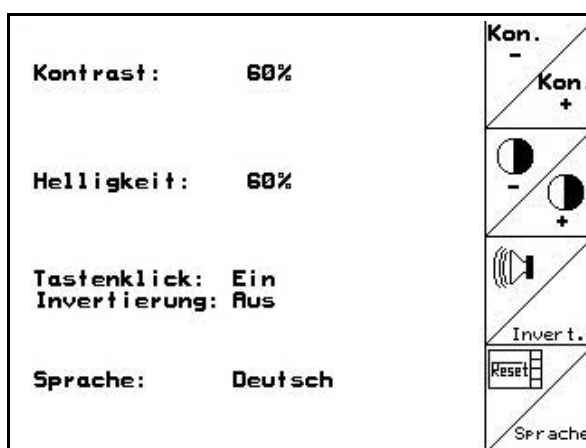 Kon.
-
Kon.
+
Kontrast: 60%
Helligkeit: 60%
-
+
Tastenklick: Ein
Invertierung: Aus
Invert.
Reset
Sprache: Deutsch
Sprache